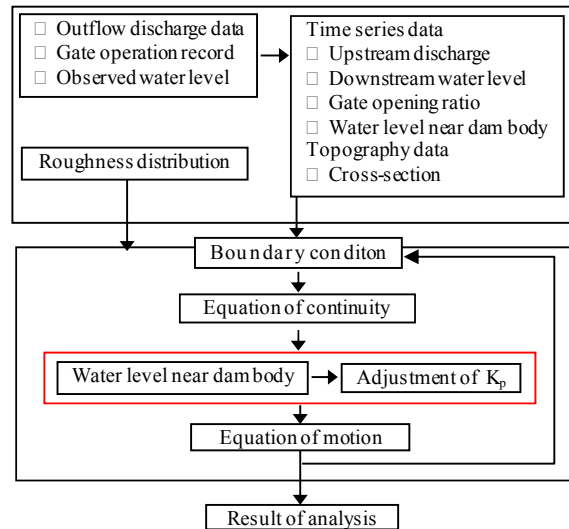 □ Outflow discharge data
□ Gate operation record
□ Observed water level
Time series data
□ Upstream discharge
□ Downstream water level
□ Gate opening ratio
□ Water level near dam body
Topography data
□ Cross-section
Roughness distribution
Boundary conditon
Equation of continuity
Water level near dam body
Adjustment of Kp
Equation of motion
Result of analysis